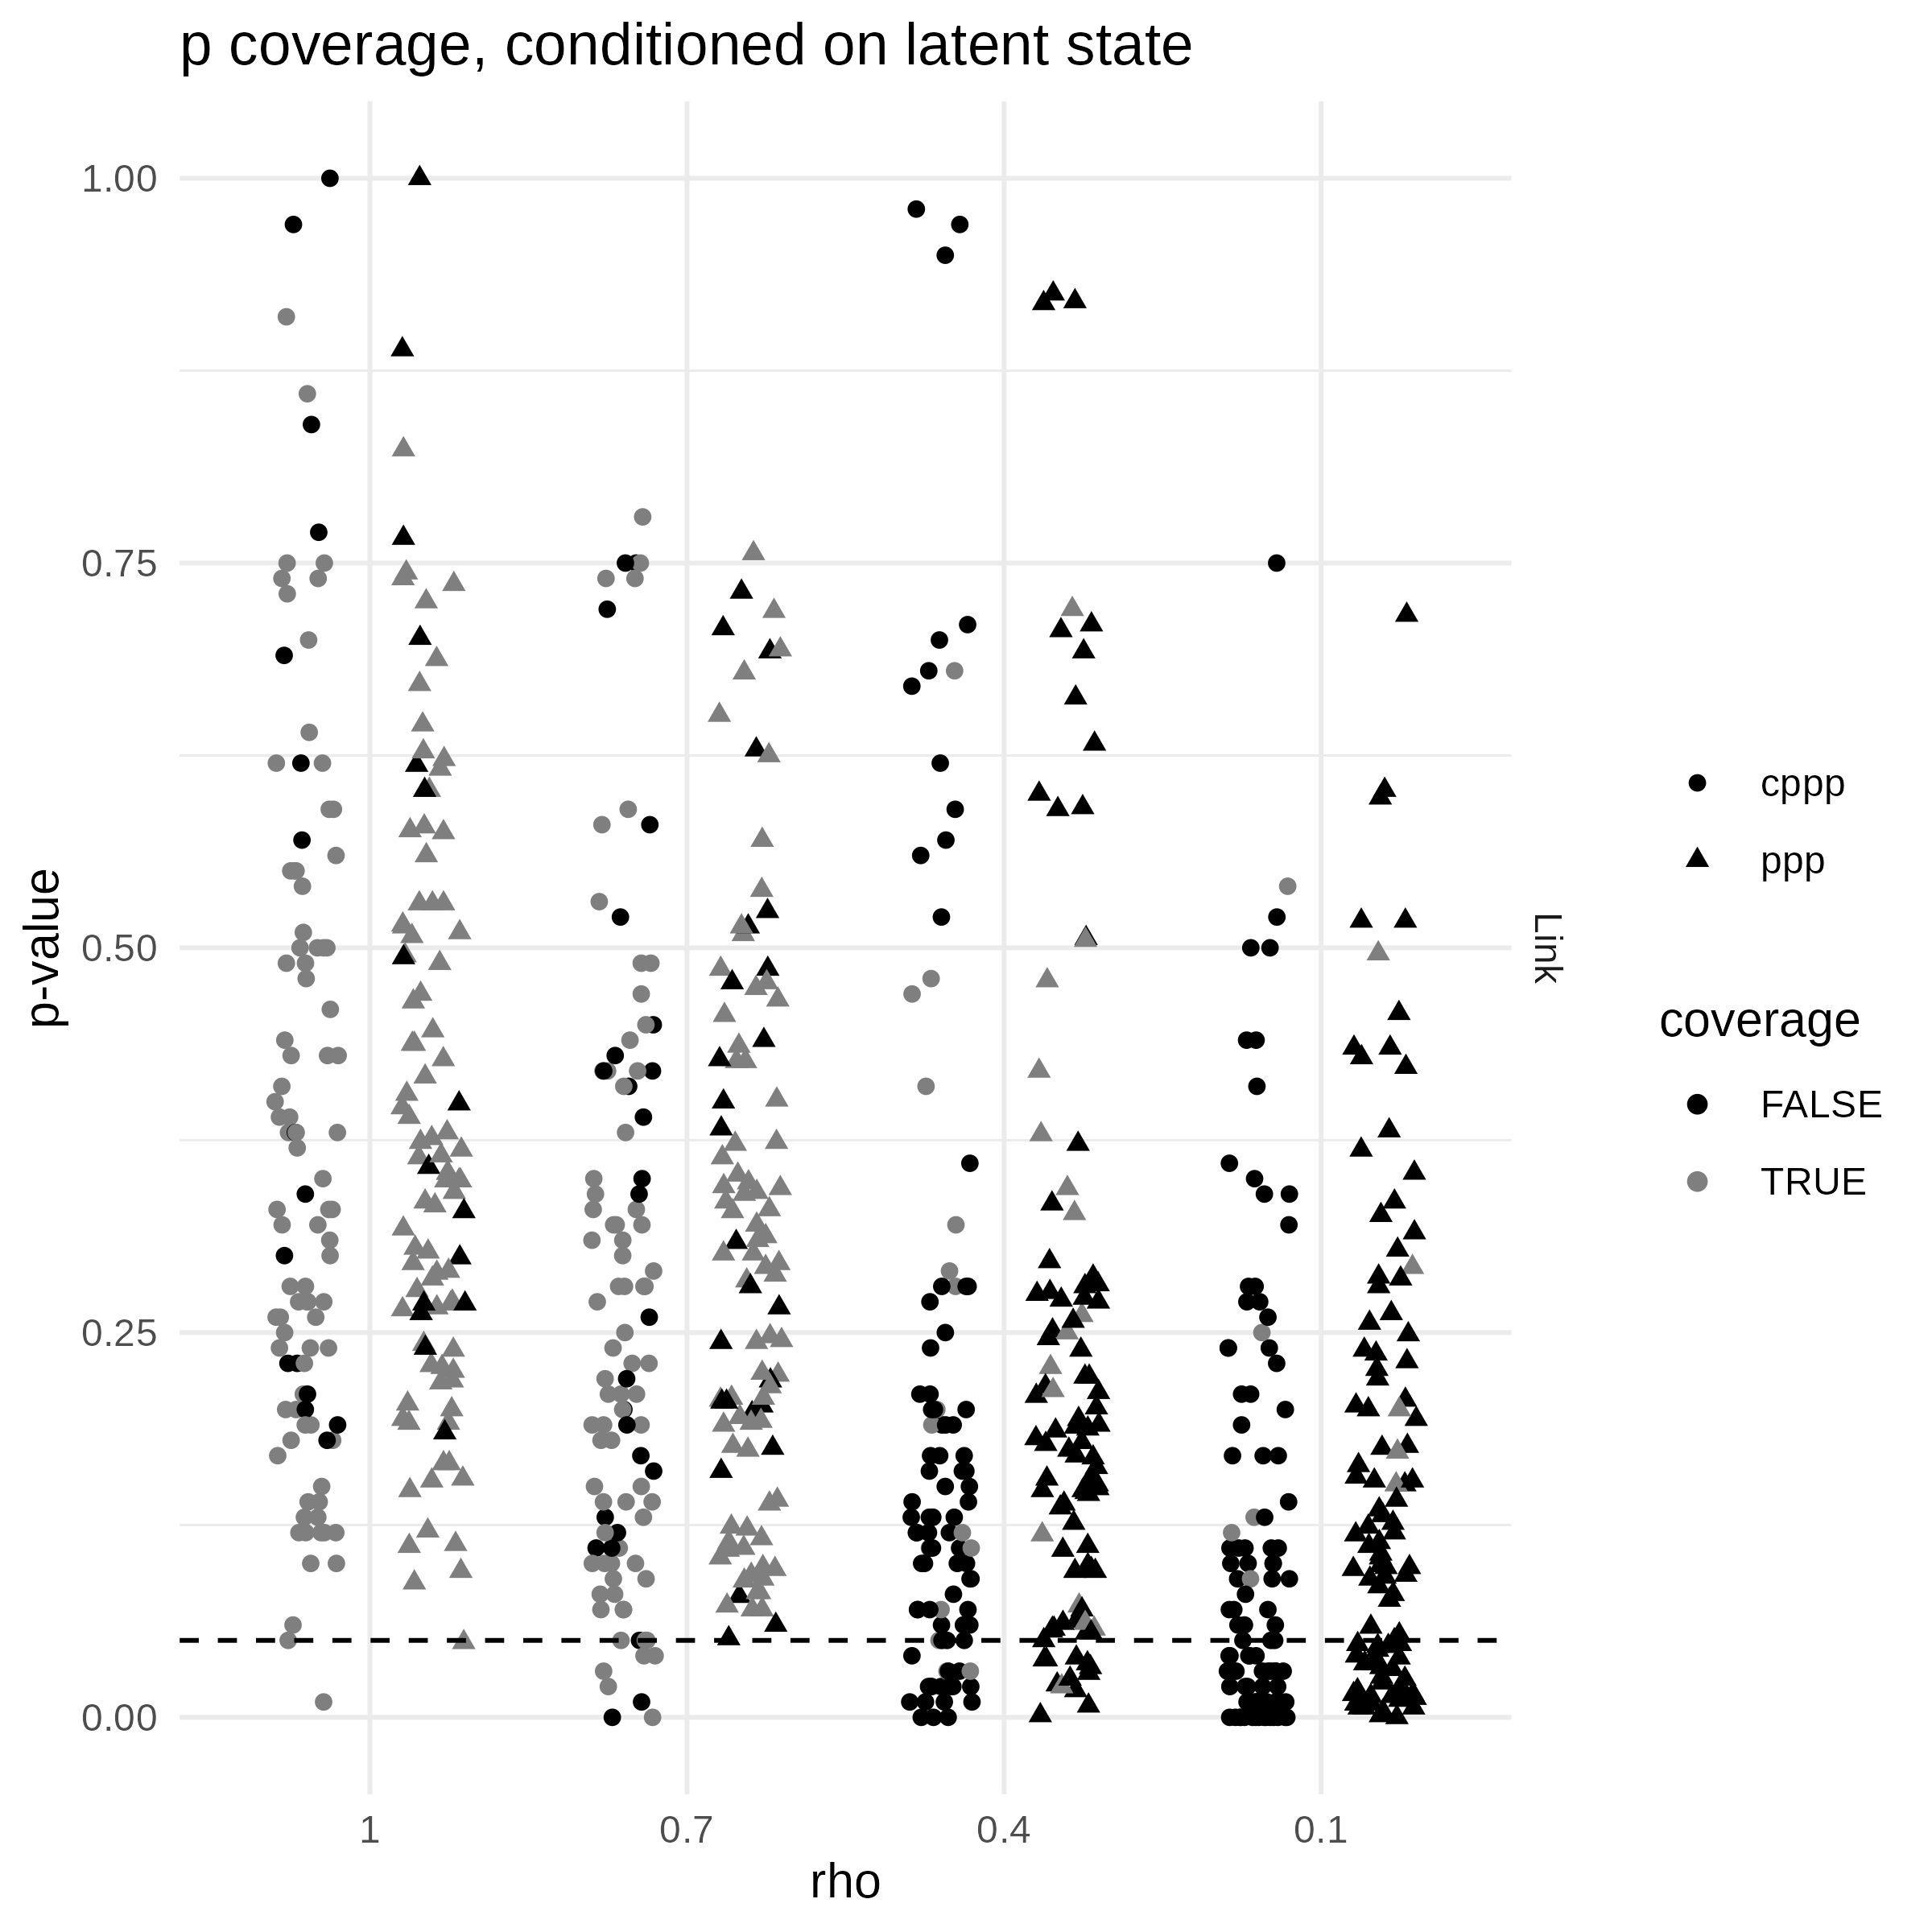 p coverage, conditioned on latent state
1.00
0.75
0.50
0.25
0.00
p-value
1
0.7
0.4
0.1
rho
Link
cppp
ppp
coverage
FALSE
TRUE